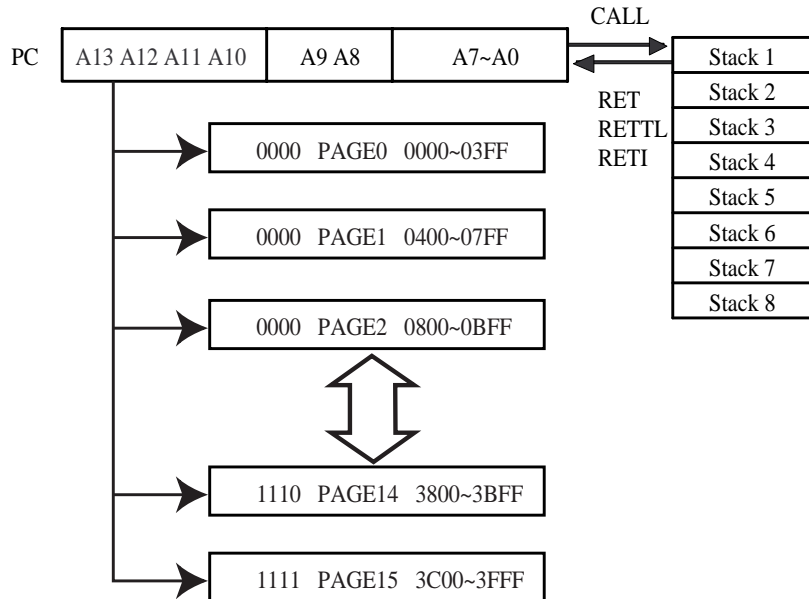 CALL
PC A13 A12 A11 A10 A9 A8 A7~A0
Stack 1
RET
Stack 2
RETTL
Stack 3
RETI
Stack 4
Stack 5
Stack 6
Stack 7
Stack 8
0000 PAGE0 0000~03FF
0000 PAGE1 0400~07FF
0000 PAGE2 0800~0BFF
1110 PAGE14 3800~3BFF
1111 PAGE15 3C00~3FFF